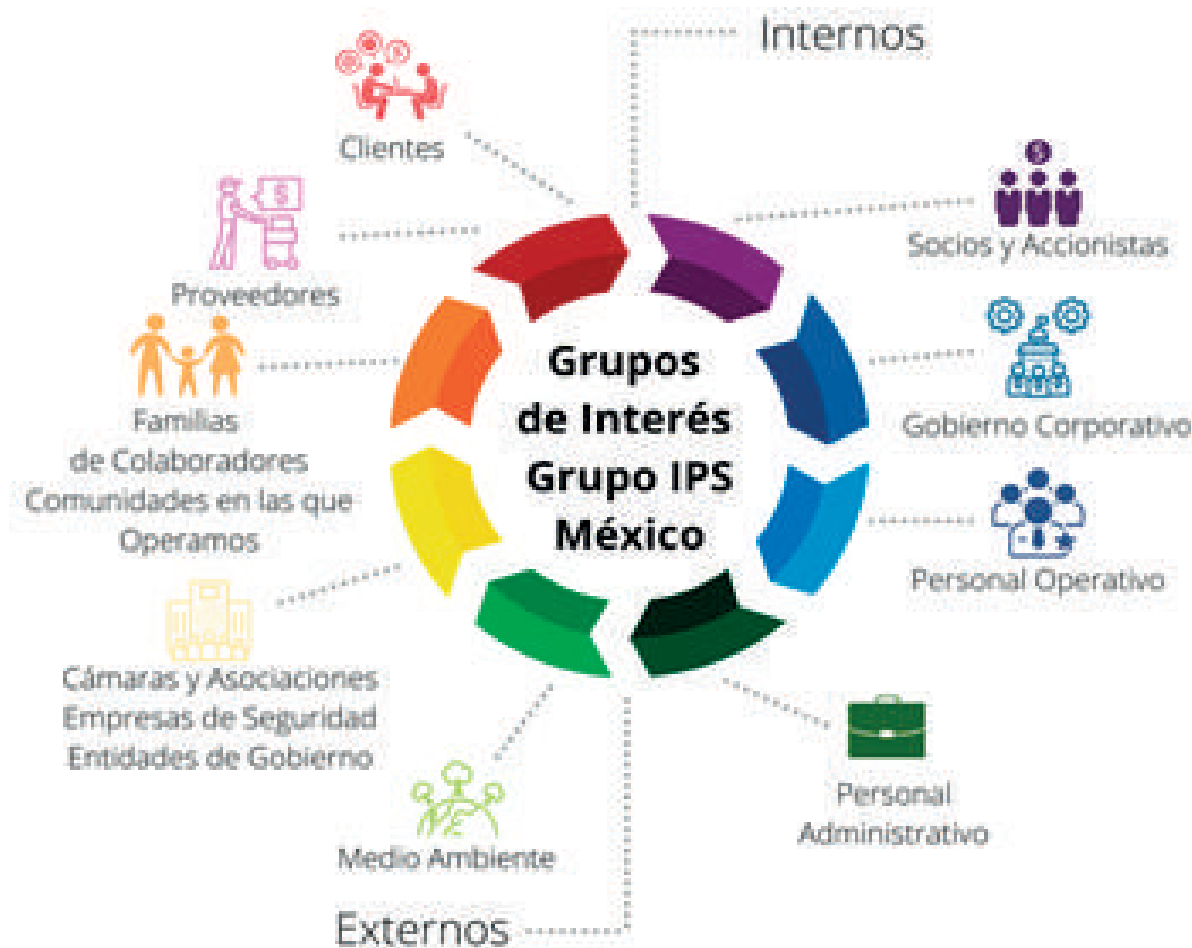 Internos
Clientes
Socios y Accionistas
Proveedores
Grupos
de Interés
Grupo IPS
México
Familias
de Colaboradores
Comunidades en las que
Operamos
Gobierno Corporativo
Personal Operativo
Cámaras y Asociaciones
Empresas de Seguridad
Entidades de Gobierno
Personal
Administrativo
Medio Ambiente
Externos